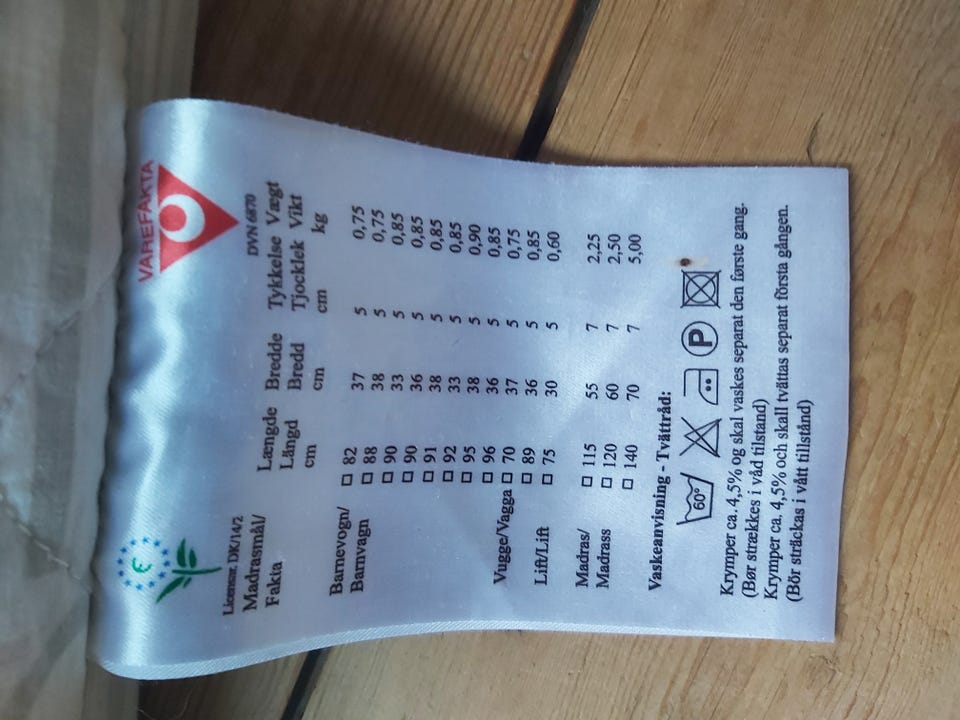 VAREFAKTA
Licensnr. DK/14/2 DVN 6870
Madrasmål/ Længde Bredde Tykkelse Vægt
Fakta Längd Bredd Tjocklek Vikt
cm cm cm kg
Barnevogn/ ☐ 82 37 5 0,75
Barnvagn ☐ 88 38 5 0,75
☐ 90 33 5 0,85
☐ 90 36 5 0,85
☐ 91 38 5 0,85
☐ 92 33 5 0,85
☐ 95 38 5 0,90
☐ 96 36 5 0,85
Vugge/Vagga ☐ 70 37 5 0,75
☐ 89 36 5 0,85
Lift/Lift ☐ 75 30 5 0,60
Madras/ ☐ 115 55 7 2,25
Madrass ☐ 120 60 7 2,50
☐ 140 70 7 5,00
Vaskeanvisning - Tvättråd:
60° P
Krymper ca. 4,5% og skal vaskes separat den første gang.
(Bør strækkes i våd tilstand)
Krymper ca. 4,5% och skall tvättas separat första gången.
(Bör sträckas i vått tillstånd)